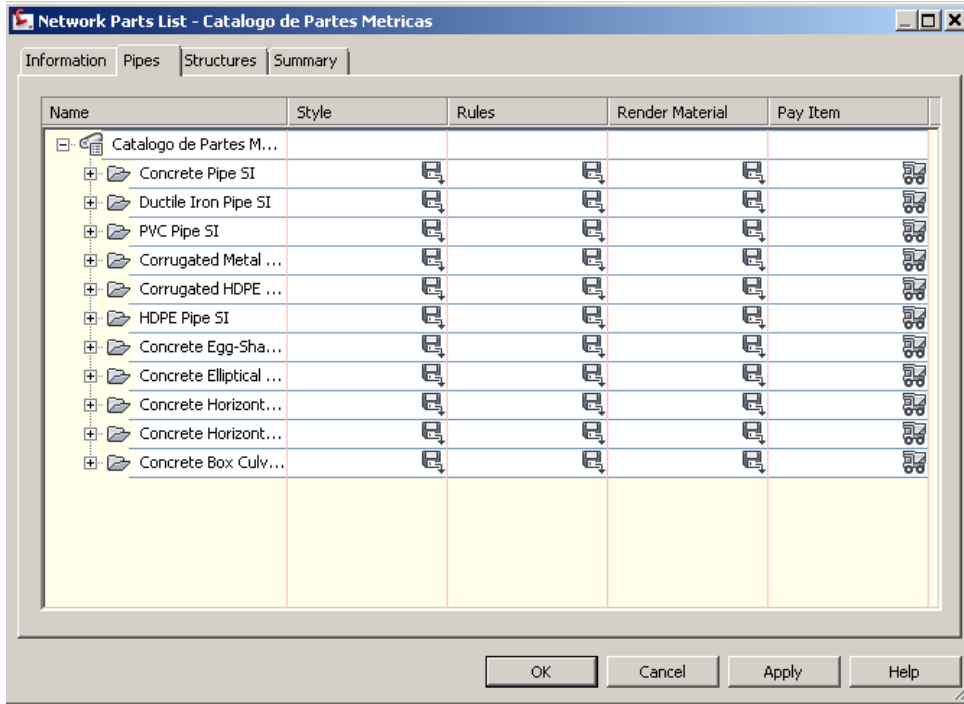 Network Parts List - Catalogo de Partes Metricas
Information Pipes Structures Summary
Name Style Rules Render Material Pay Item
Catalogo de Partes M...
Concrete Pipe SI
Ductile Iron Pipe SI
PVC Pipe SI
Corrugated Metal ...
Corrugated HDPE ...
HDPE Pipe SI
Concrete Egg-Sha...
Concrete Elliptical ...
Concrete Horizont...
Concrete Horizont...
Concrete Box Culv...
OK Cancel Apply Help